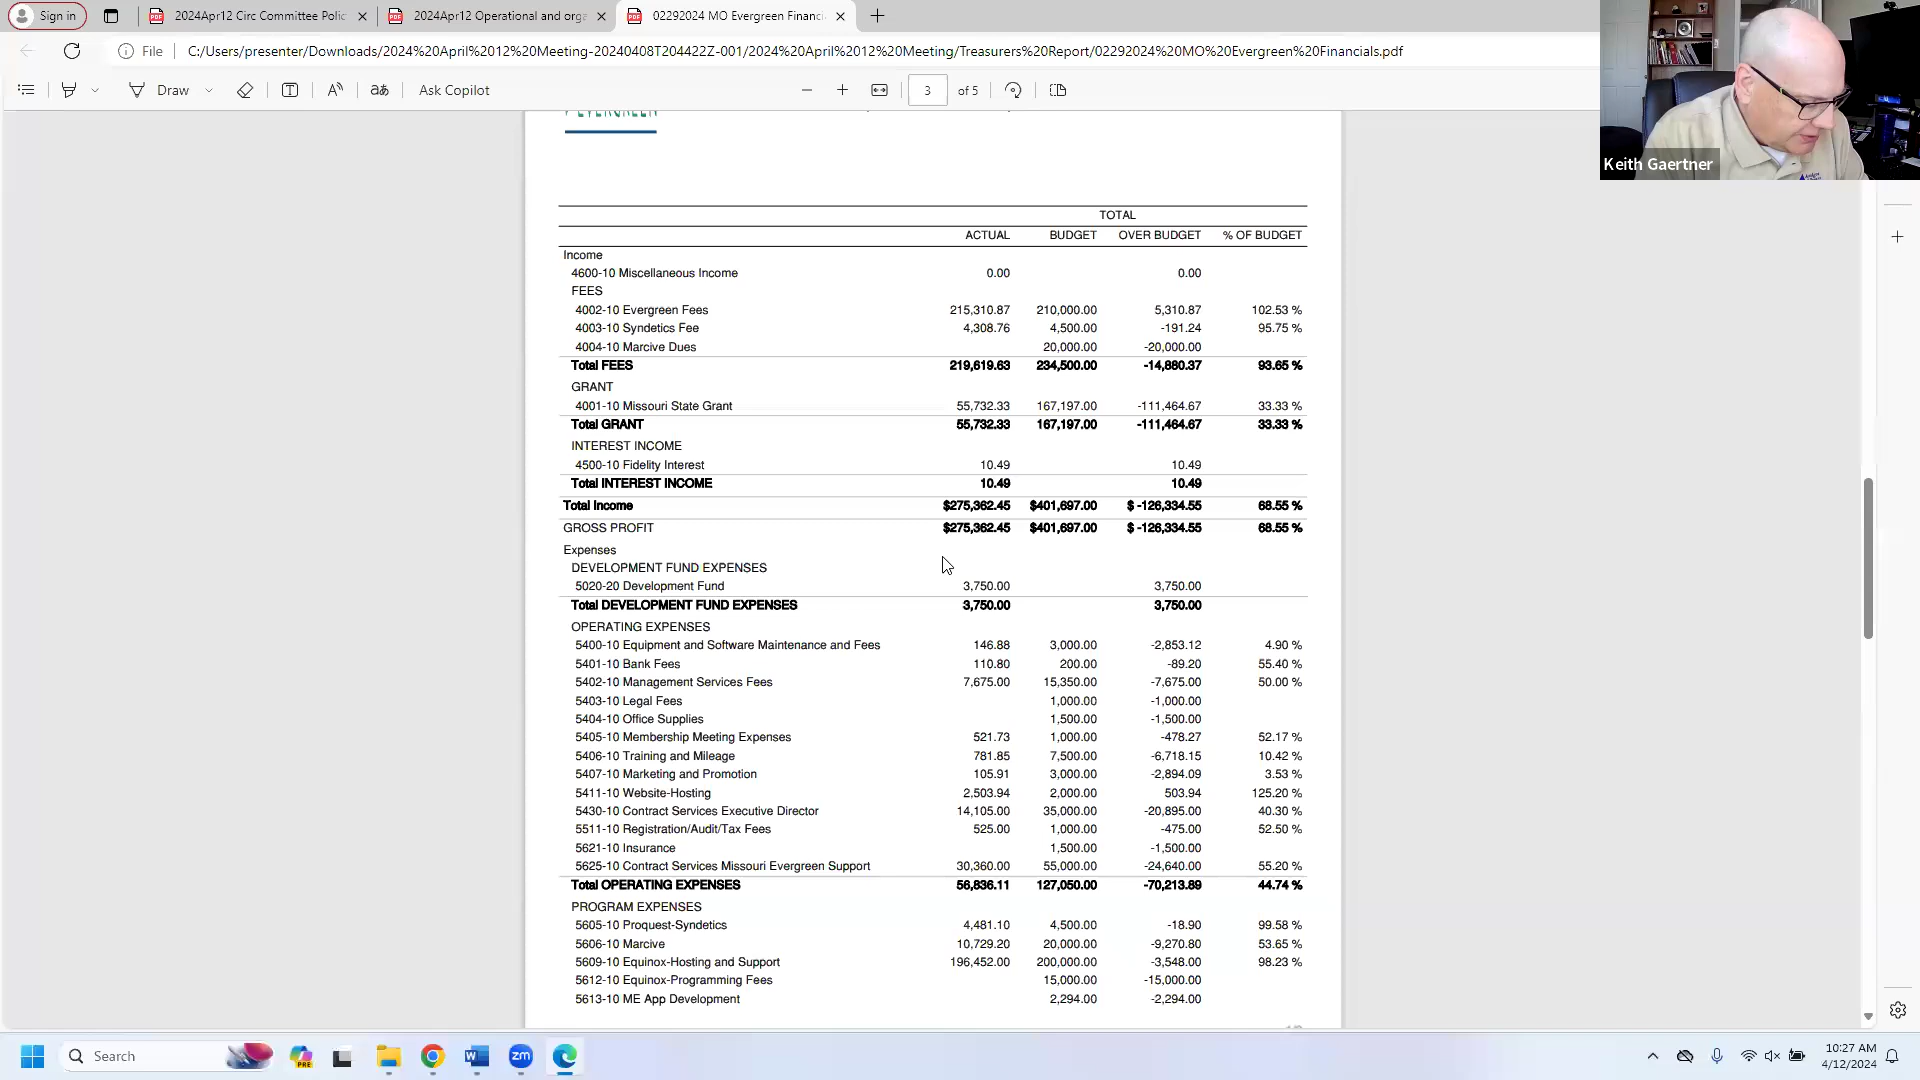 Sign in
2024Apr12 Circ Committee Polic
2024Apr12 Operational and orga
02292024 MO Evergreen Financi
File
C:/Users/presenter/Downloads/2024%20April%2012%20Meeting-20240408T204422Z-001/2024%20April%2012%20Meeting/Treasurers%20Report/02292024%20MO%20Evergreen%20Financials.pdf
Draw
Ask Copilot
3 of 5
Keith Gaertner
EVERGREEN
TOTAL
ACTUAL BUDGET OVER BUDGET % OF BUDGET
Income
4600-10 Miscellaneous Income 0.00 0.00
FEES
4002-10 Evergreen Fees 215,310.87 210,000.00 5,310.87 102.53 %
4003-10 Syndetics Fee 4,308.76 4,500.00 -191.24 95.75 %
4004-10 Marcive Dues 20,000.00 -20,000.00
Total FEES 219,619.63 234,500.00 -14,880.37 93.65 %
GRANT
4001-10 Missouri State Grant 55,732.33 167,197.00 -111,464.67 33.33 %
Total GRANT 55,732.33 167,197.00 -111,464.67 33.33 %
INTEREST INCOME
4500-10 Fidelity Interest 10.49 10.49
Total INTEREST INCOME 10.49 10.49
Total Income $275,362.45 $401,697.00 $ -126,334.55 68.55 %
GROSS PROFIT $275,362.45 $401,697.00 $ -126,334.55 68.55 %
Expenses
DEVELOPMENT FUND EXPENSES
5020-20 Development Fund 3,750.00 3,750.00
Total DEVELOPMENT FUND EXPENSES 3,750.00 3,750.00
OPERATING EXPENSES
5400-10 Equipment and Software Maintenance and Fees 146.88 3,000.00 -2,853.12 4.90 %
5401-10 Bank Fees 110.80 200.00 -89.20 55.40 %
5402-10 Management Services Fees 7,675.00 15,350.00 -7,675.00 50.00 %
5403-10 Legal Fees 1,000.00 -1,000.00
5404-10 Office Supplies 1,500.00 -1,500.00
5405-10 Membership Meeting Expenses 521.73 1,000.00 -478.27 52.17 %
5406-10 Training and Mileage 781.85 7,500.00 -6,718.15 10.42 %
5407-10 Marketing and Promotion 105.91 3,000.00 -2,894.09 3.53 %
5411-10 Website-Hosting 2,503.94 2,000.00 503.94 125.20 %
5430-10 Contract Services Executive Director 14,105.00 35,000.00 -20,895.00 40.30 %
5511-10 Registration/Audit/Tax Fees 525.00 1,000.00 -475.00 52.50 %
5621-10 Insurance 1,500.00 -1,500.00
5625-10 Contract Services Missouri Evergreen Support 30,360.00 55,000.00 -24,640.00 55.20 %
Total OPERATING EXPENSES 56,836.11 127,050.00 -70,213.89 44.74 %
PROGRAM EXPENSES
5605-10 Proquest-Syndetics 4,481.10 4,500.00 -18.90 99.58 %
5606-10 Marcive 10,729.20 20,000.00 -9,270.80 53.65 %
5609-10 Equinox-Hosting and Support 196,452.00 200,000.00 -3,548.00 98.23 %
5612-10 Equinox-Programming Fees 15,000.00 -15,000.00
5613-10 ME App Development 2,294.00 -2,294.00
Search
10:27 AM
4/12/2024